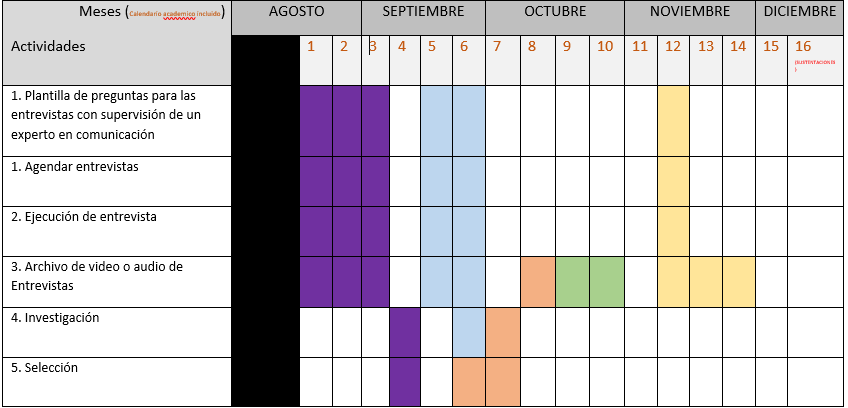 Meses (Calendario academico incluido)
AGOSTO
SEPTIEMBRE
OCTUBRE
NOVIEMBRE
DICIEMBRE
Actividades
1 2 3 4 5 6 7 8 9 10 11 12 13 14 15 16
(SUSTENTACIONES
)
1. Plantilla de preguntas para las
entrevistas con supervisión de un
experto en comunicación
1. Agendar entrevistas
2. Ejecución de entrevista
3. Archivo de video o audio de
Entrevistas
4. Investigación
5. Selección